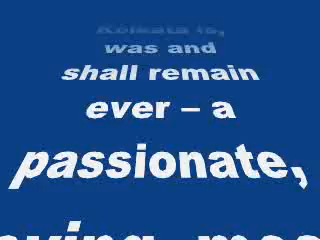 Kolkata is,
was and
shall remain
ever – a
passionate,